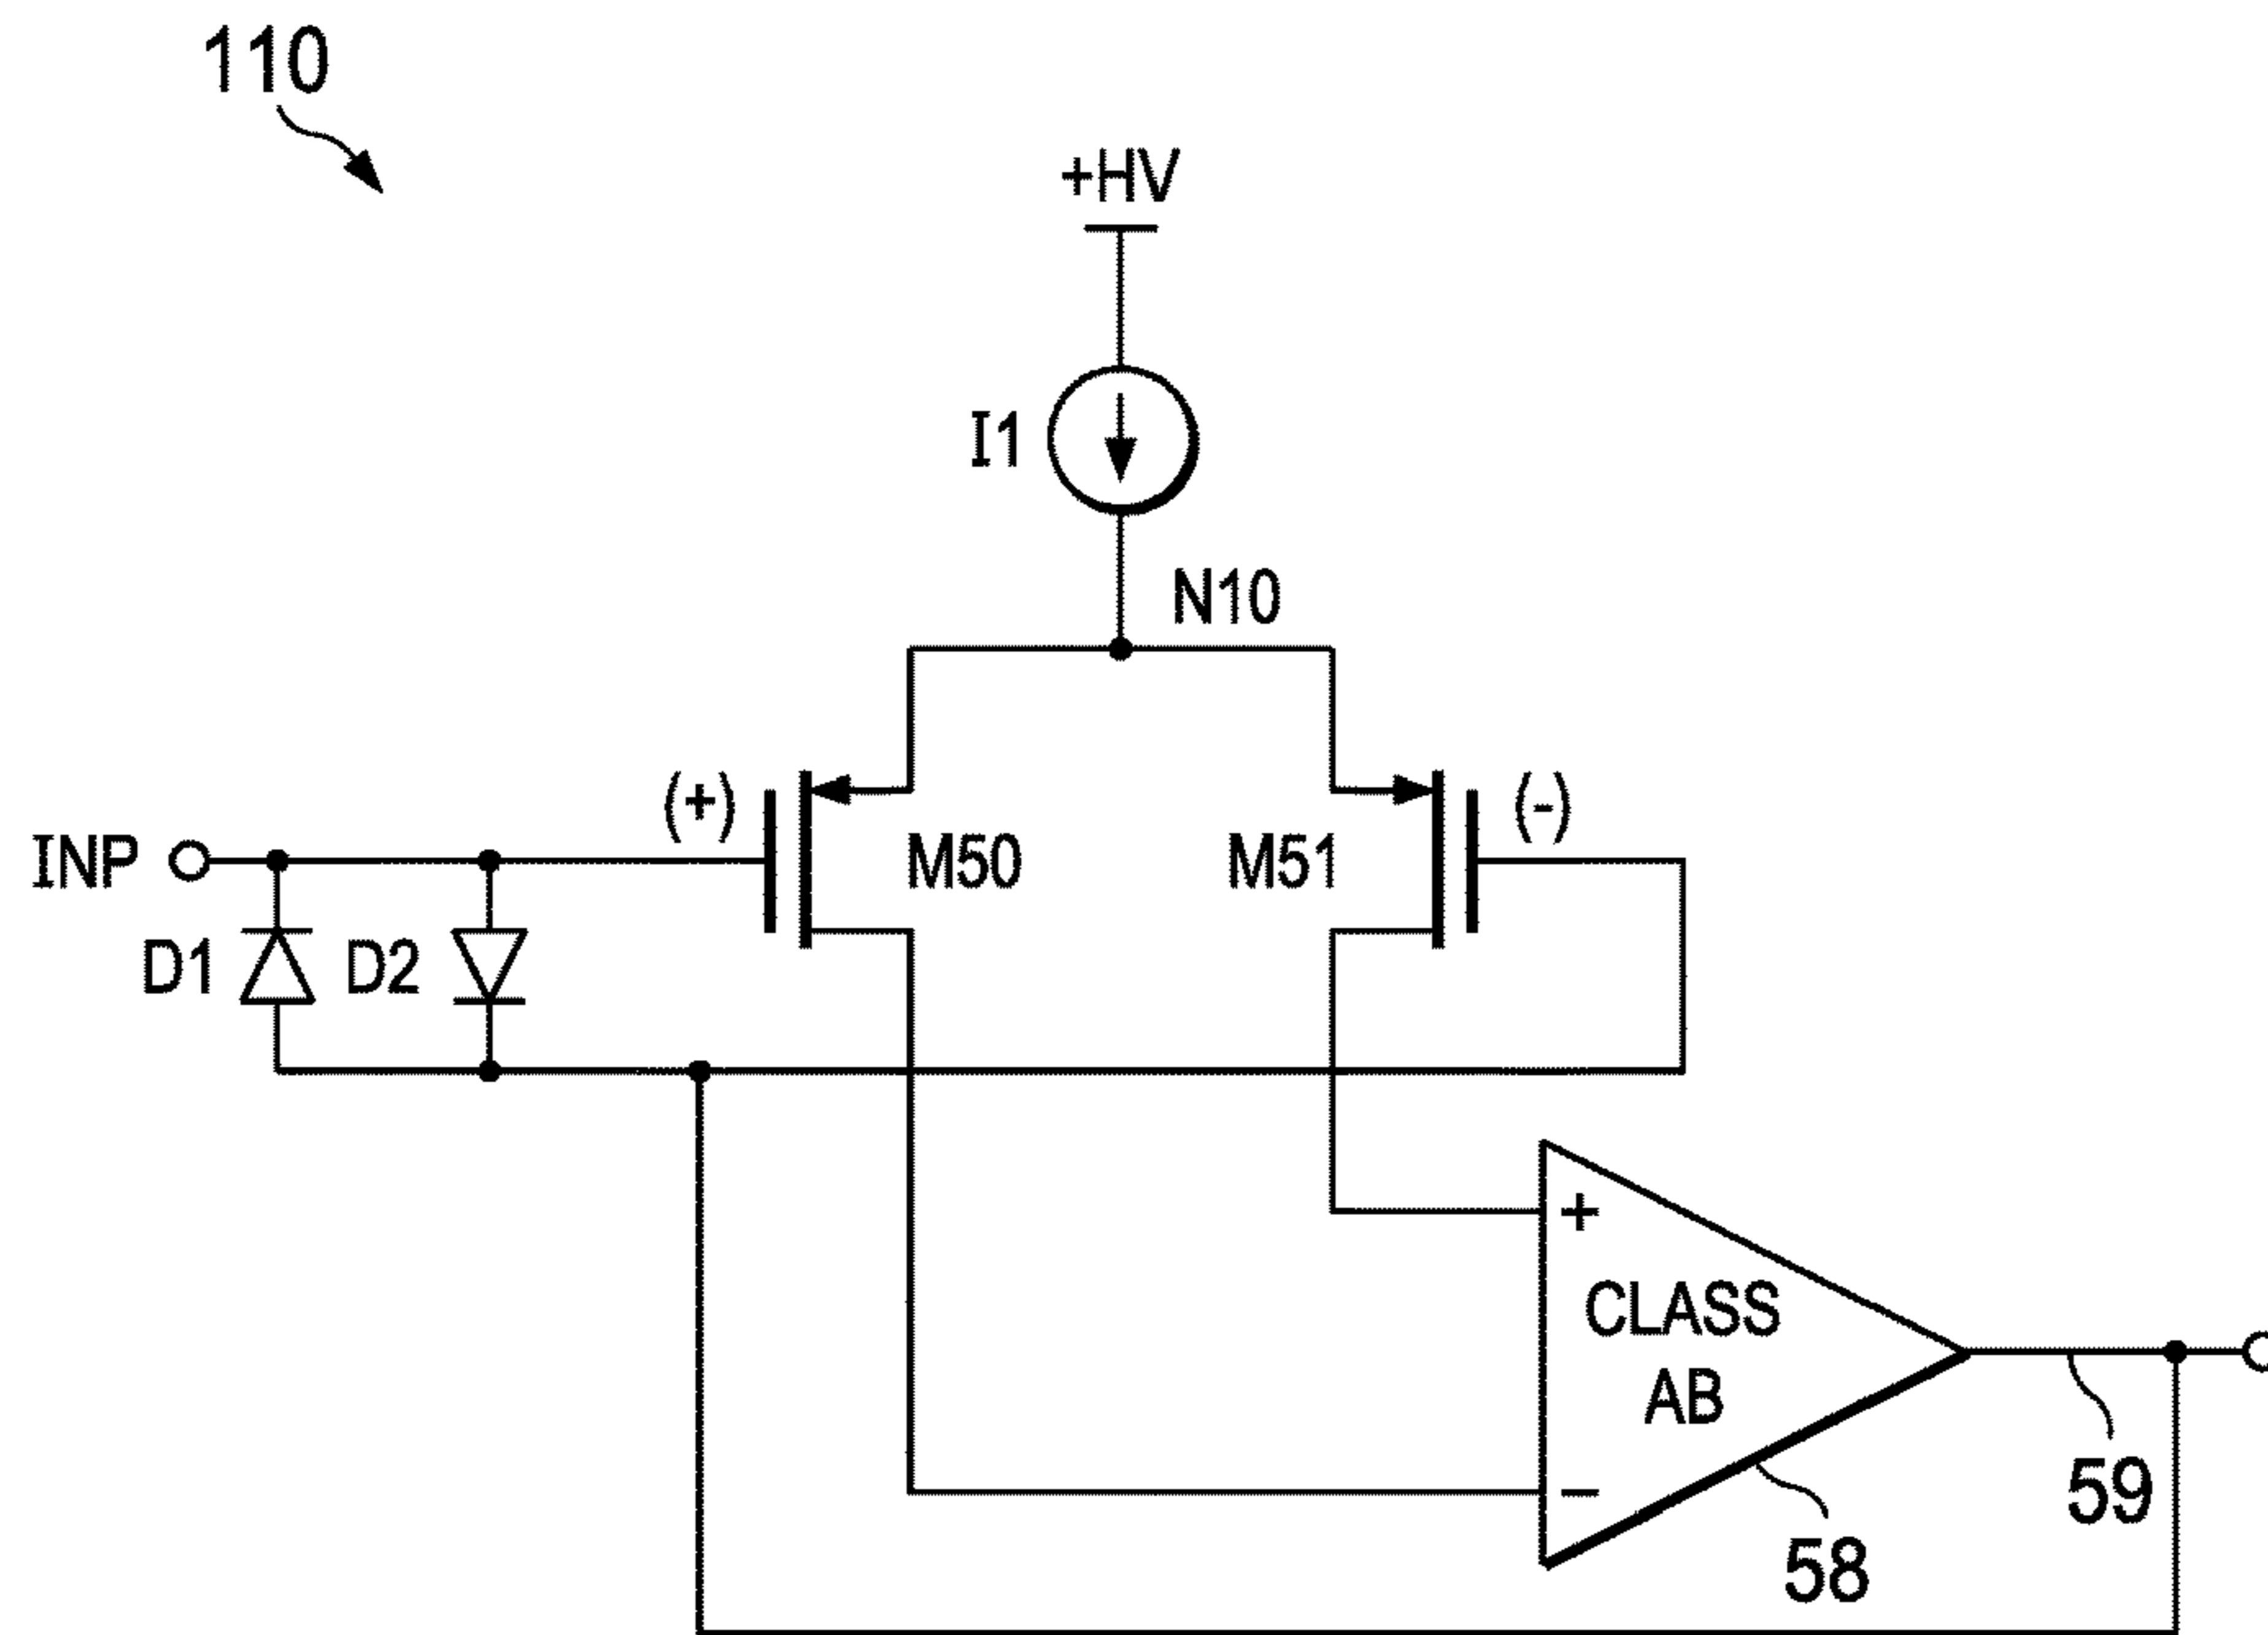 110
+HV
I1
N10
(+)
(-)
INP
M50
M51
D1
D2
+
CLASS
AB
−
59
58